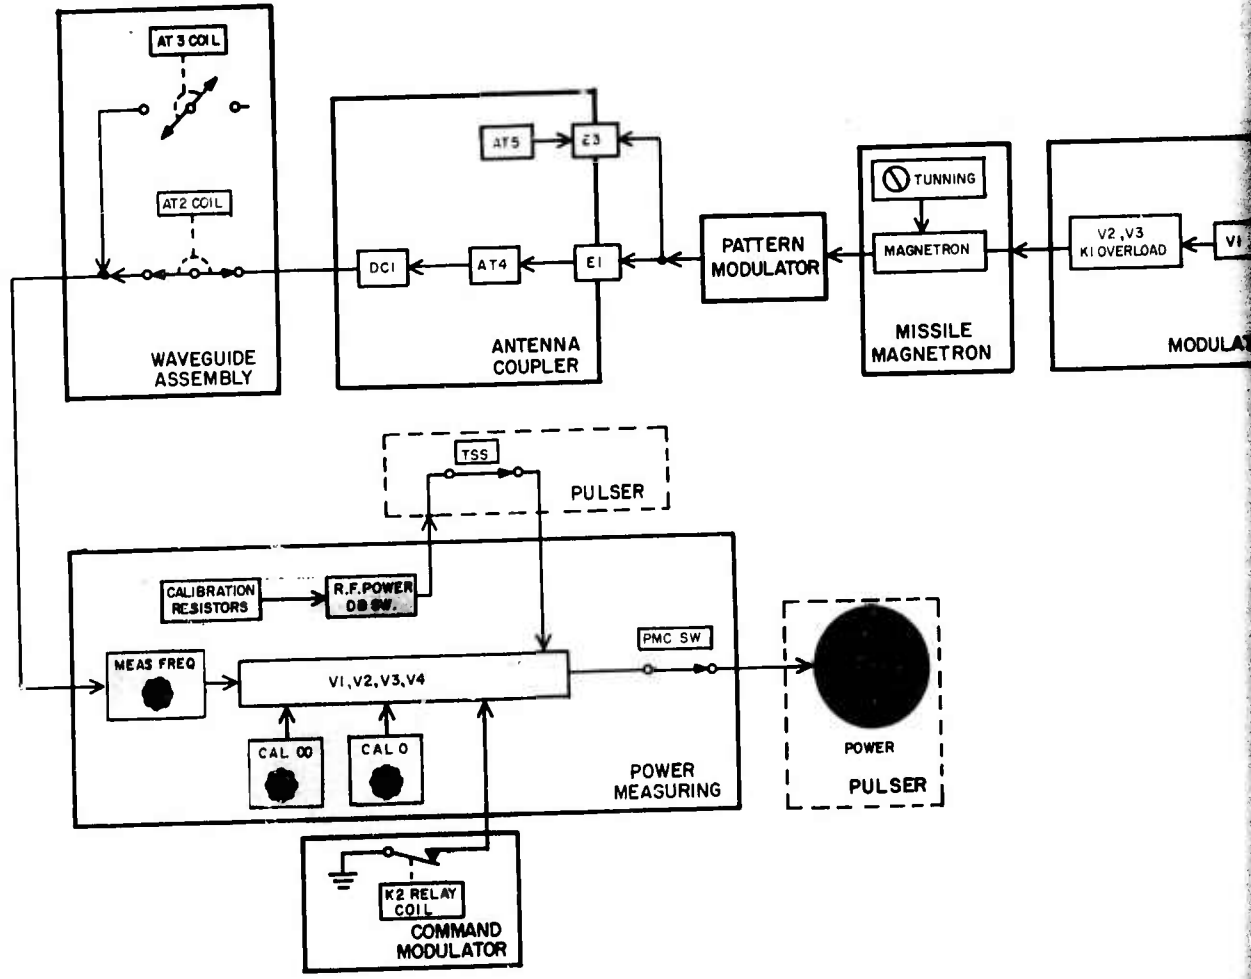 AT 3 COIL
AT2 COIL
WAVEGUIDE
ASSEMBLY
AT5
E3
DC1
AT4
E1
ANTENNA
COUPLER
PATTERN
MODULATOR
TUNNING
MAGNETRON
MISSILE
MAGNETRON
V2,V3
K1 OVERLOAD
V1
MODULAT
TSS
PULSER
CALIBRATION
RESISTORS
R.F. POWER
DB SW.
MEAS FREQ
V1,V2,V3,V4
PMC SW
CAL 00
CAL 0
POWER
MEASURING
POWER
PULSER
K2 RELAY
COIL
COMMAND
MODULATOR